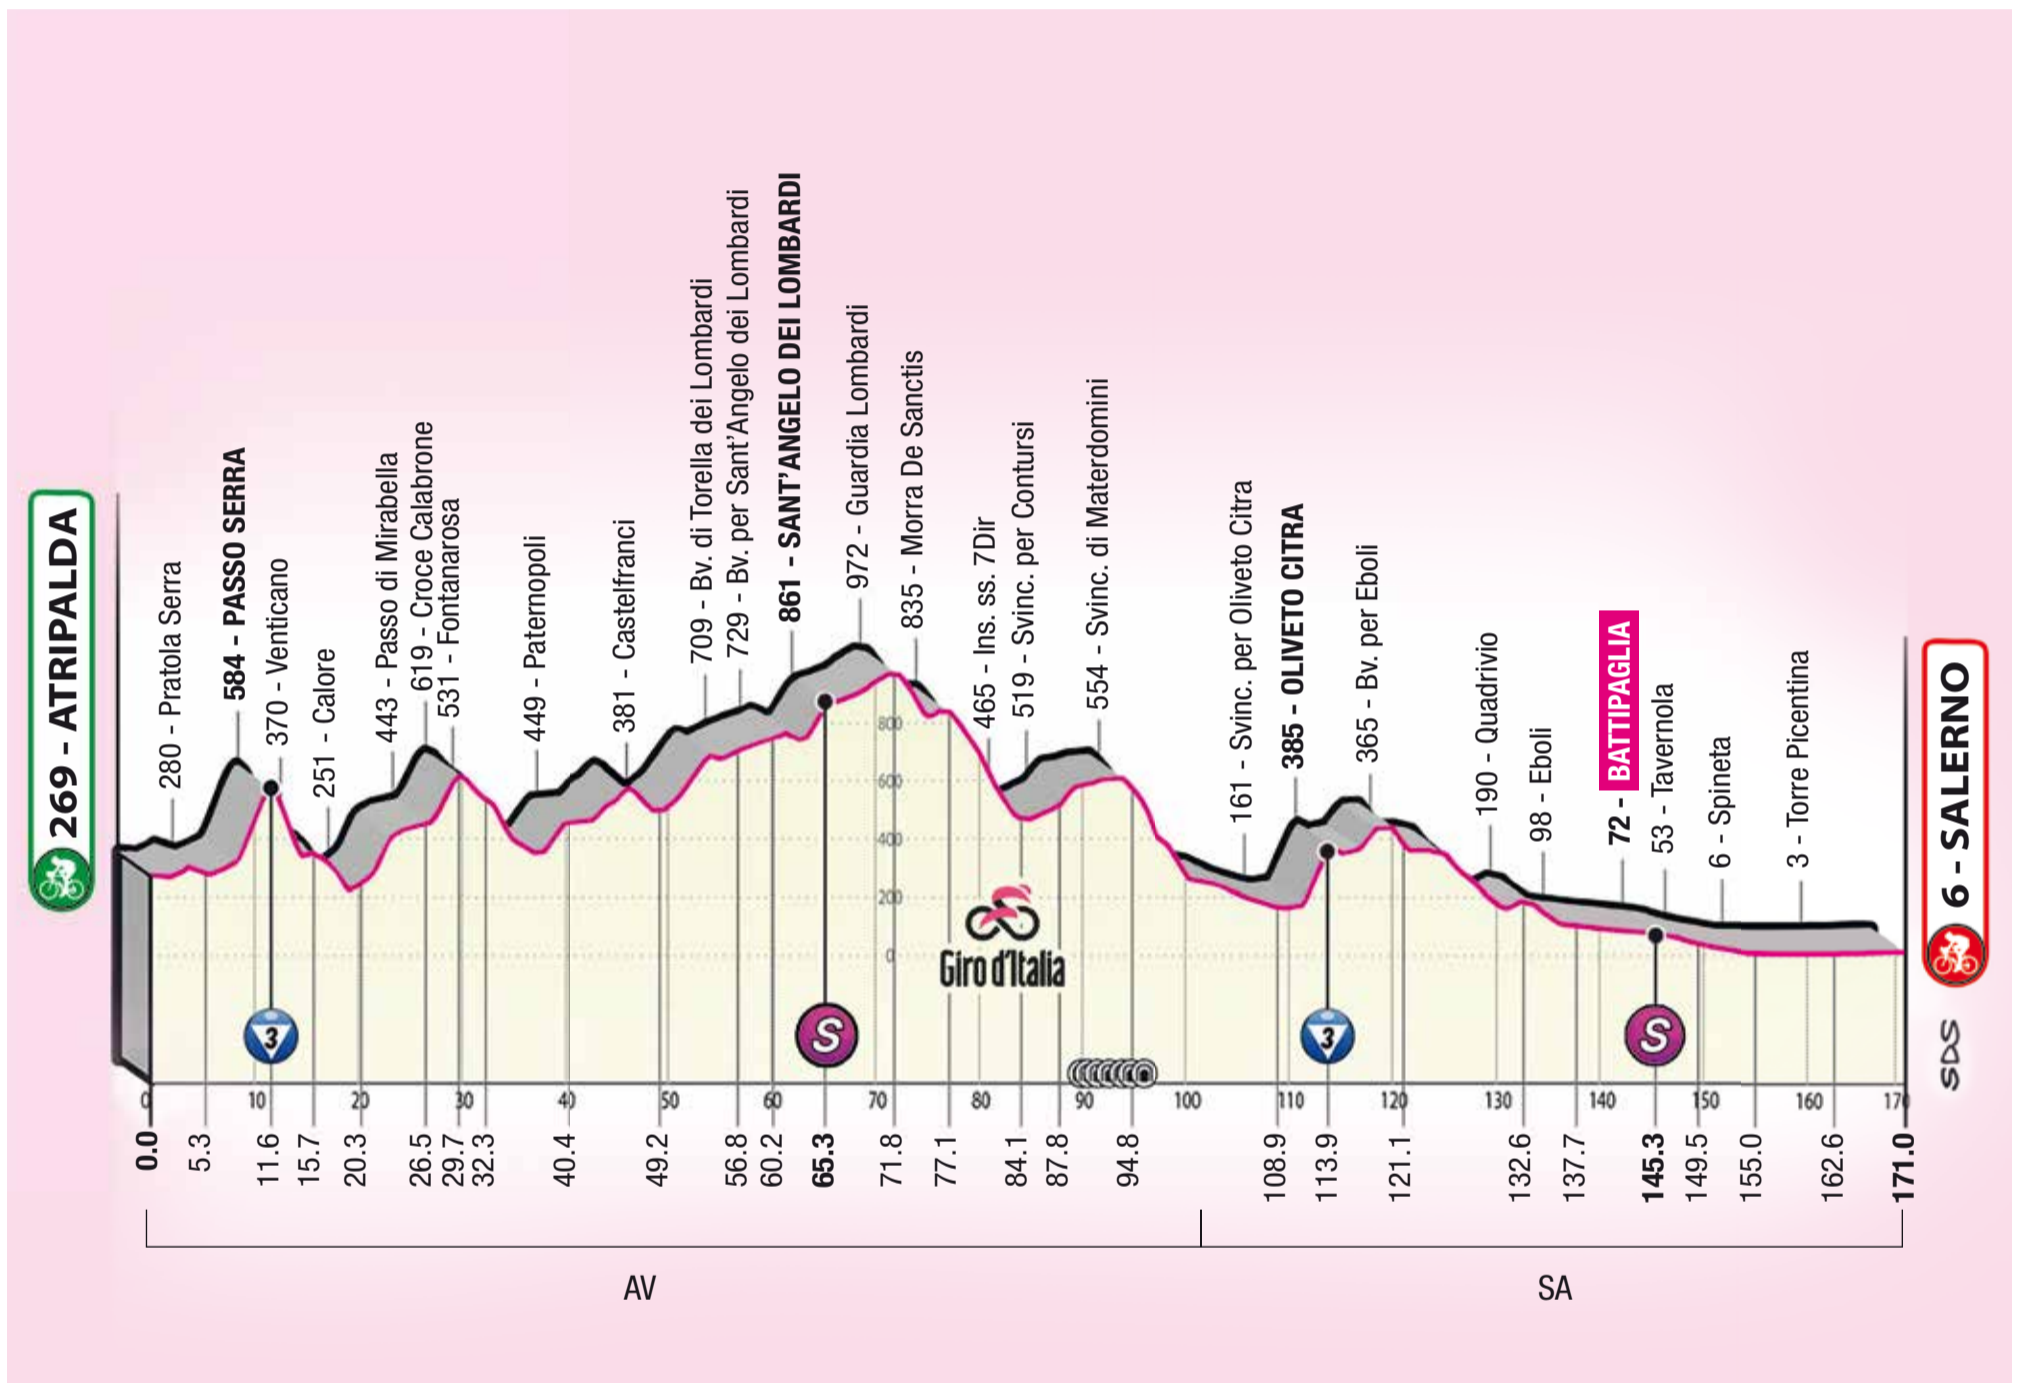 269 - ATRIPALDA
280 - Pratola Serra
584 - PASSO SERRA
370 - Venticano
251 - Calore
443 - Passo di Mirabella
619 - Croce Calabrone
531 - Fontanarosa
449 - Paternopoli
381 - Castelfranci
709 - Bv. di Torella dei Lombardi
729 - Bv. per Sant'Angelo dei Lombardi
861 - SANT'ANGELO DEI LOMBARDI
972 - Guardia Lombardi
835 - Morra De Sanctis
465 - Ins. ss. 7Dir
519 - Svinc. per Contursi
554 - Svinc. di Materdomini
161 - Svinc. per Oliveto Citra
385 - OLIVETO CITRA
365 - Bv. per Eboli
190 - Quadrivio
98 - Eboli
72 - BATTIPAGLIA
53 - Tavernola
6 - Spineta
3 - Torre Picentina
6 - SALERNO
800
600
400
200
0
Giro d'Italia
3
S
3
S
SDS
0 10 20 30 40 50 60 70 80 90 100 110 120 130 140 150 160 170
0.0 5.3 11.6 15.7 20.3 26.5 29.7 32.3 40.4 49.2 56.8 60.2 65.3 71.8 77.1 84.1 87.8 94.8 108.9 113.9 121.1 132.6 137.7 145.3 149.5 155.0 162.6 171.0
AV SA